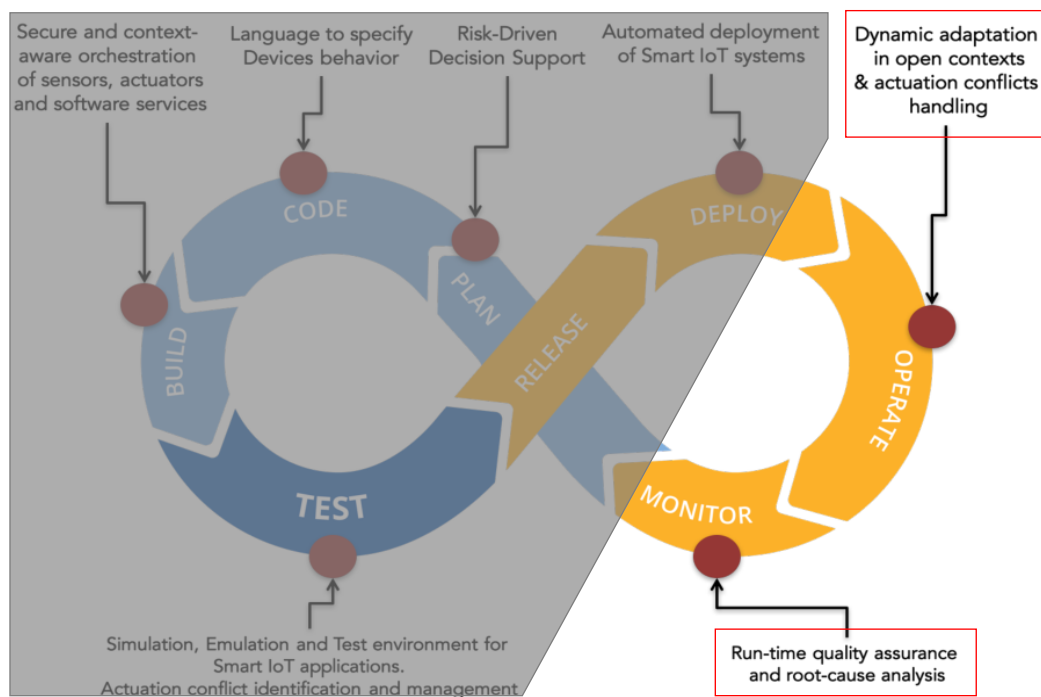 Secure and context-
aware orchestration
of sensors, actuators
and software services
Language to specify
Devices behavior
Risk-Driven
Decision Support
Automated deployment
of Smart IoT systems
Dynamic adaptation
in open contexts
& actuation conflicts
handling
CODE
DEPLOY
PLAN
BUILD
RELEASE
OPERATE
TEST
MONITOR
Simulation, Emulation and Test environment for
Smart IoT applications.
Actuation conflict identification and management
Run-time quality assurance
and root-cause analysis